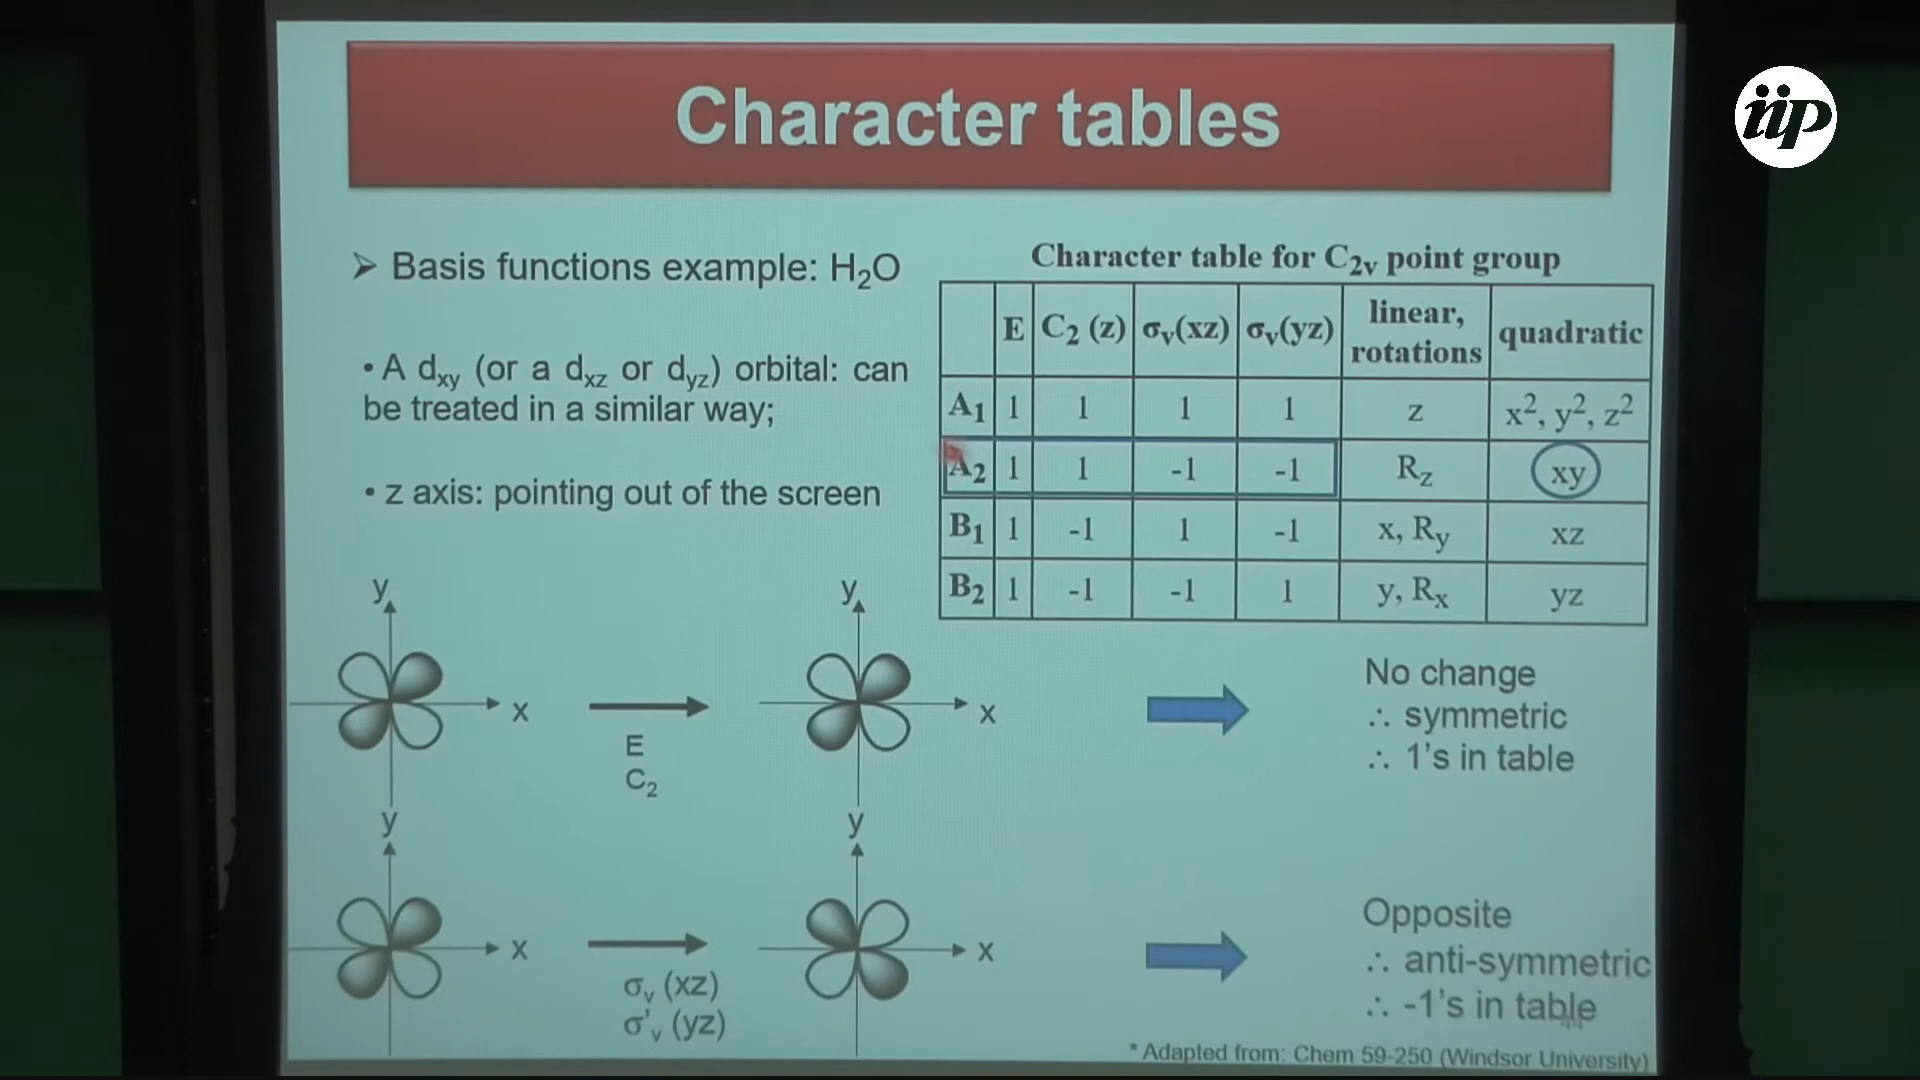 Character tables
iip
➢ Basis functions example: H₂O
• A dxy (or a dxz or dyz) orbital: can
be treated in a similar way;
• z axis: pointing out of the screen
Character table for C₂ᵥ point group
E C₂ (z) σᵥ(xz) σᵥ(yz) linear, rotations quadratic
A₁ 1 1 1 1 z x², y², z²
A₂ 1 1 -1 -1 Rz xy
B₁ 1 -1 1 -1 x, Ry xz
B₂ 1 -1 -1 1 y, Rx yz
y
x
E
C₂
y
x
No change
∴ symmetric
∴ 1's in table
y
x
σᵥ (xz)
σ'ᵥ (yz)
y
x
Opposite
∴ anti-symmetric
∴ -1's in table
* Adapted from: Chem 59-250 (Windsor University)